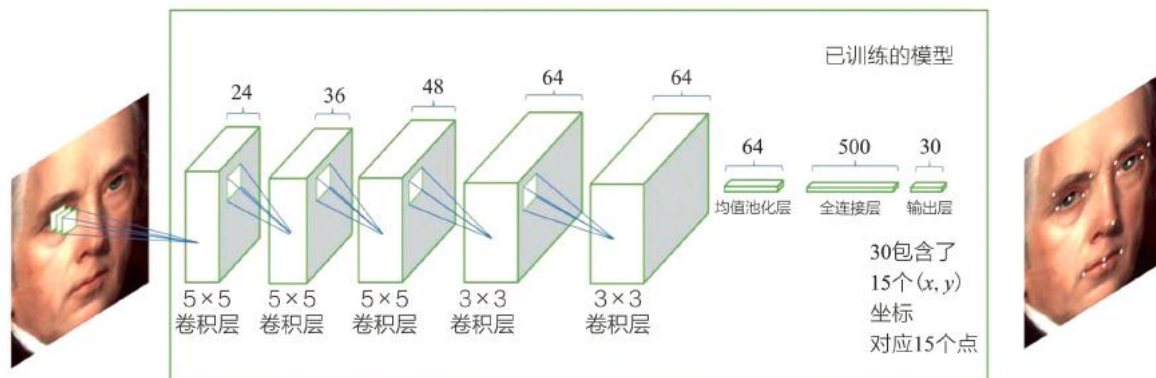 已训练的模型
24
36
48
64
64
64
500
30
均值池化层
全连接层
输出层
30包含了
15个(x, y)
坐标
对应15个点
5×5
卷积层
5×5
卷积层
5×5
卷积层
3×3
卷积层
3×3
卷积层